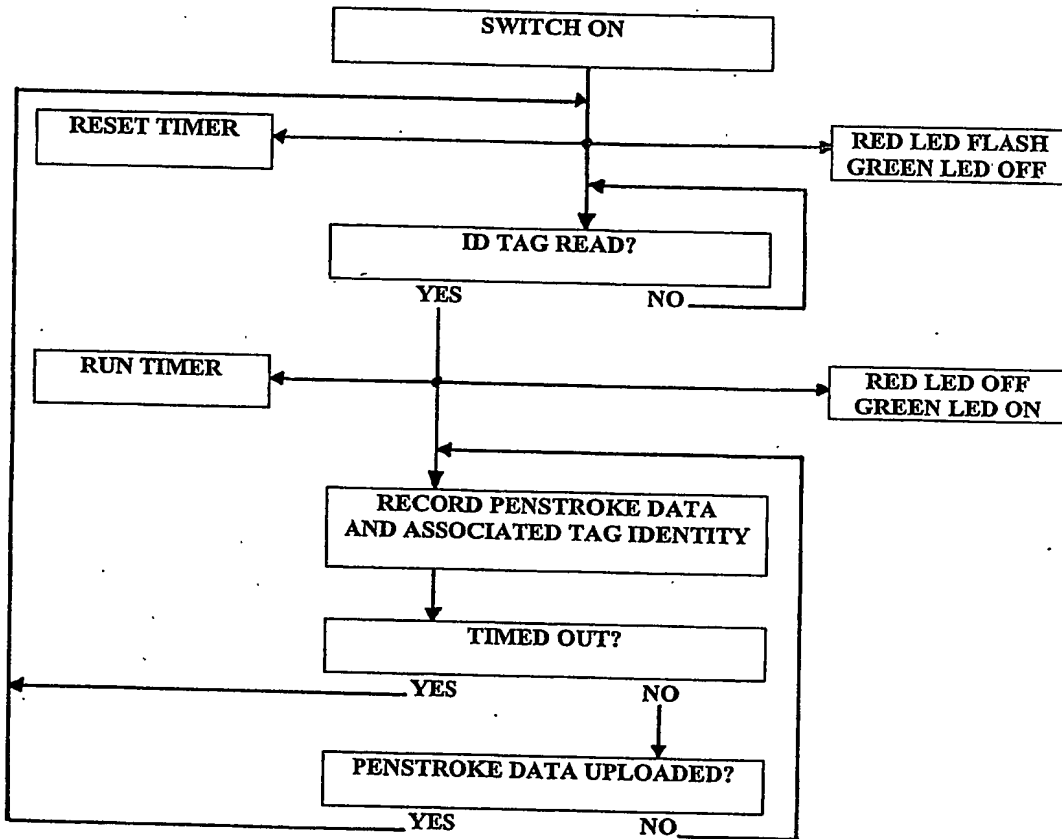 SWITCH ON
RESET TIMER
RED LED FLASH
GREEN LED OFF
ID TAG READ?
YES
NO
RUN TIMER
RED LED OFF
GREEN LED ON
RECORD PENSTROKE DATA
AND ASSOCIATED TAG IDENTITY
TIMED OUT?
YES
NO
PENSTROKE DATA UPLOADED?
YES
NO